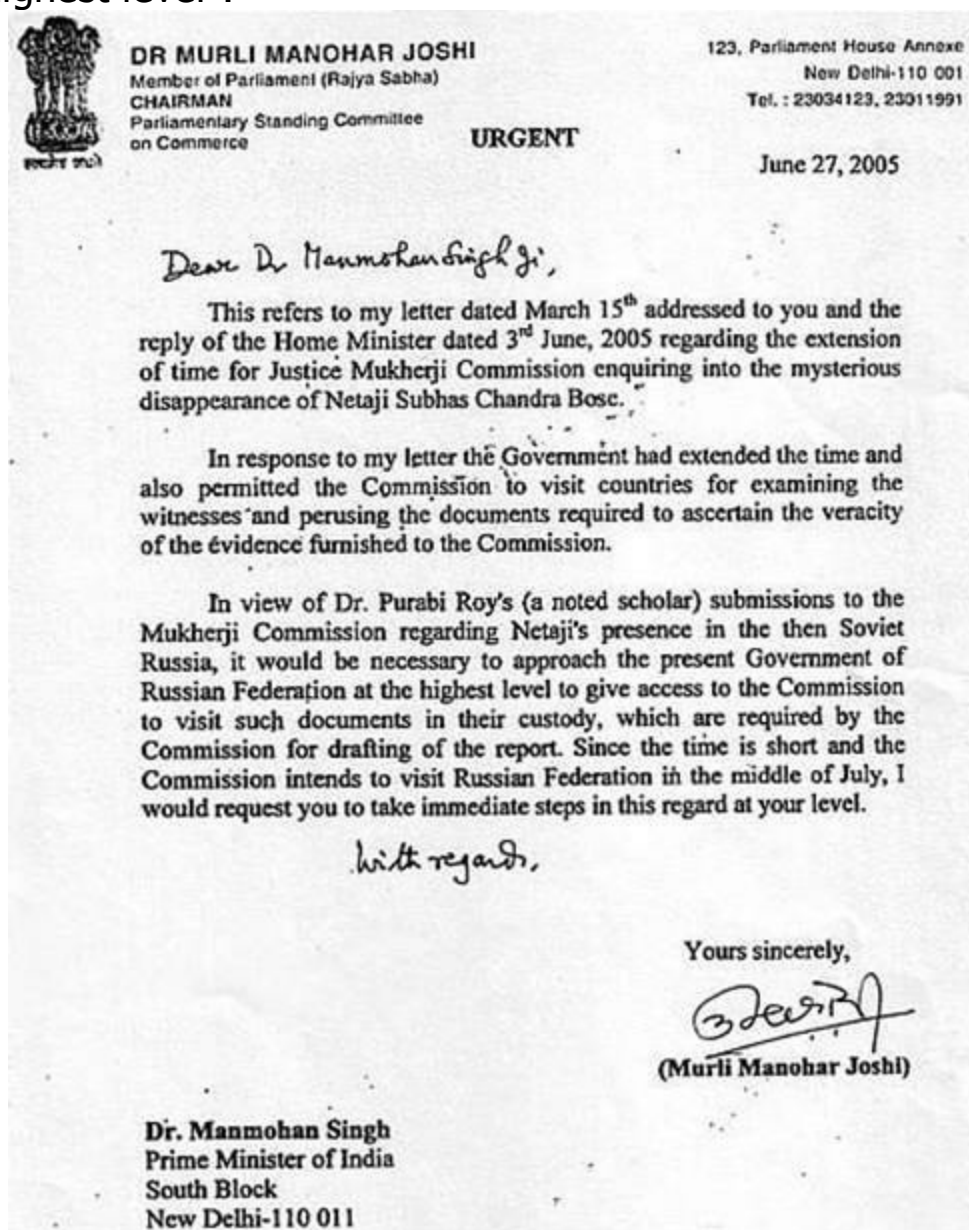 highest level".
DR MURLI MANOHAR JOSHI
Member of Parliament (Rajya Sabha)
CHAIRMAN
Parliamentary Standing Committee
on Commerce
123, Parliament House Annexe
New Delhi-110 001
Tel. : 23034123, 23011991
URGENT
June 27, 2005
Dear Dr Manmohan Singh Ji,
This refers to my letter dated March 15th addressed to you and the
reply of the Home Minister dated 3rd June, 2005 regarding the extension
of time for Justice Mukherji Commission enquiring into the mysterious
disappearance of Netaji Subhas Chandra Bose.
In response to my letter the Government had extended the time and
also permitted the Commission to visit countries for examining the
witnesses and perusing the documents required to ascertain the veracity
of the evidence furnished to the Commission.
In view of Dr. Purabi Roy's (a noted scholar) submissions to the
Mukherji Commission regarding Netaji's presence in the then Soviet
Russia, it would be necessary to approach the present Government of
Russian Federation at the highest level to give access to the Commission
to visit such documents in their custody, which are required by the
Commission for drafting of the report. Since the time is short and the
Commission intends to visit Russian Federation in the middle of July, I
would request you to take immediate steps in this regard at your level.
With regards,
Yours sincerely,
(Murli Manohar Joshi)
Dr. Manmohan Singh
Prime Minister of India
South Block
New Delhi-110 011